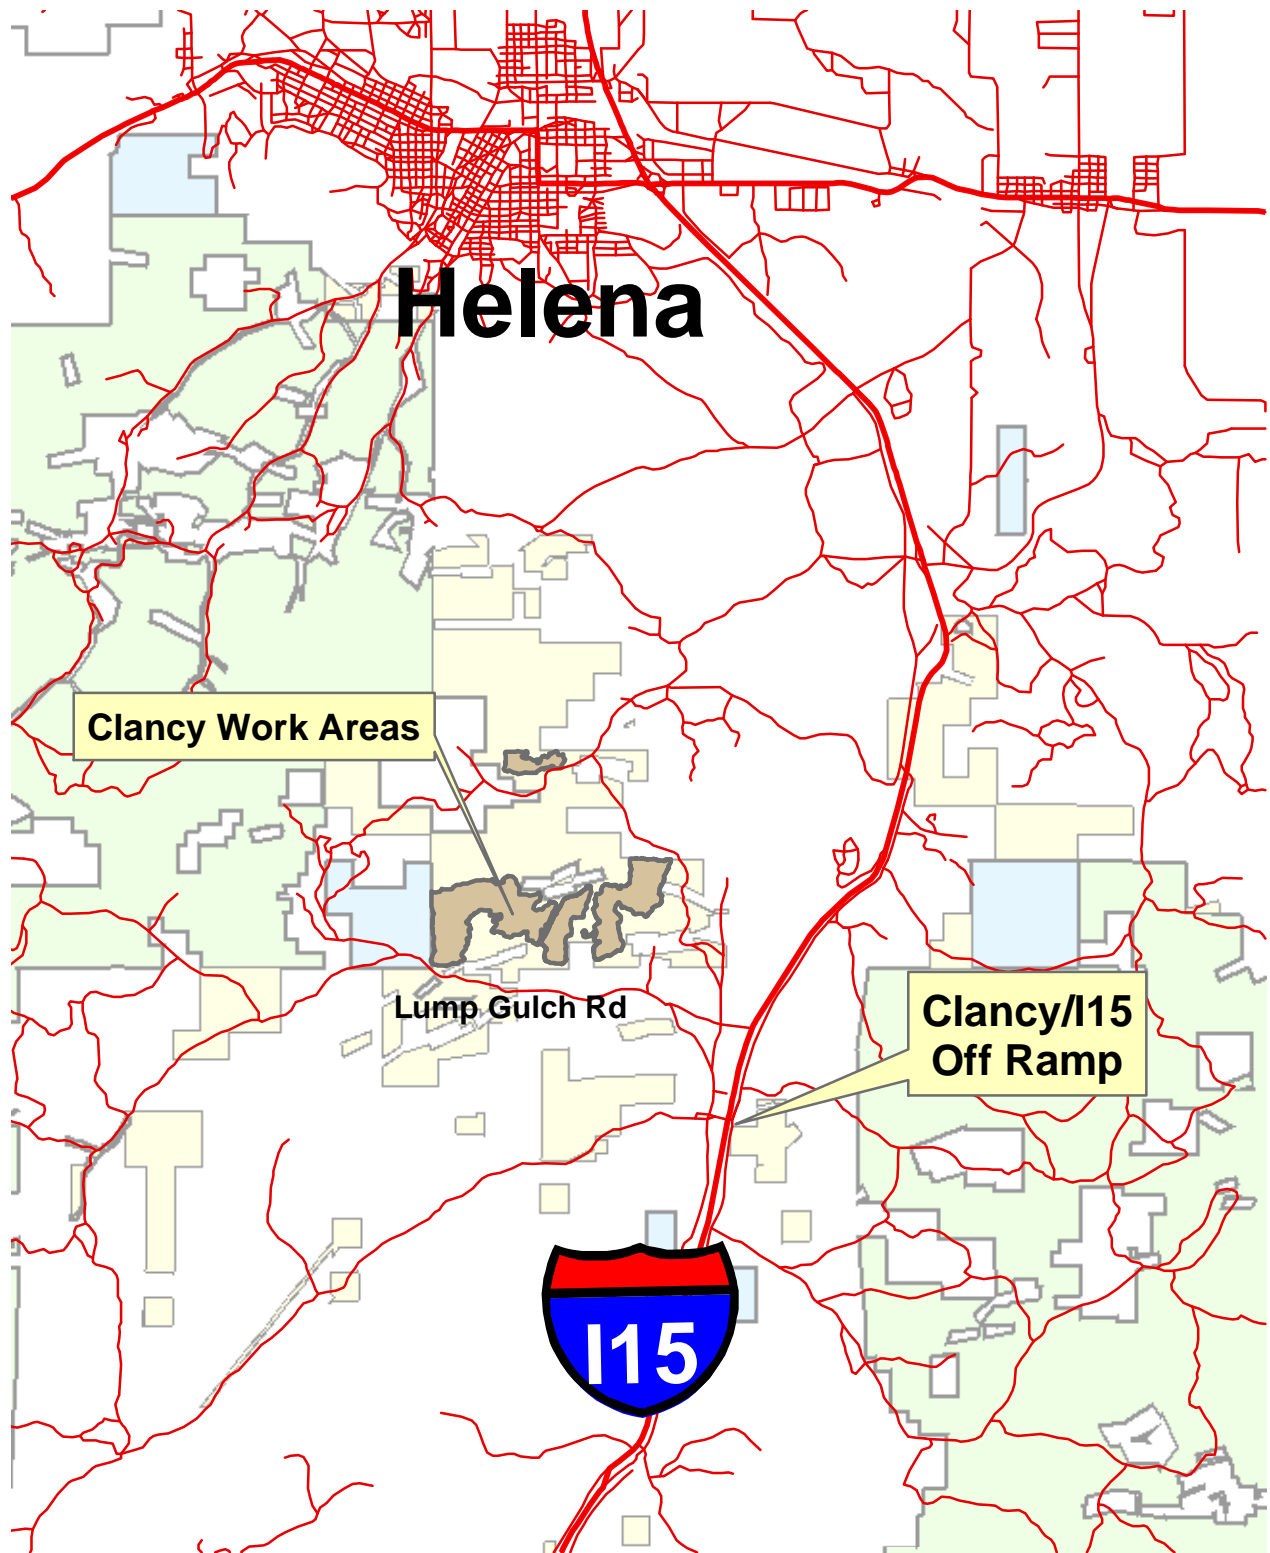 Helena
Clancy Work Areas
Lump Gulch Rd
Clancy/I15
Off Ramp
I15